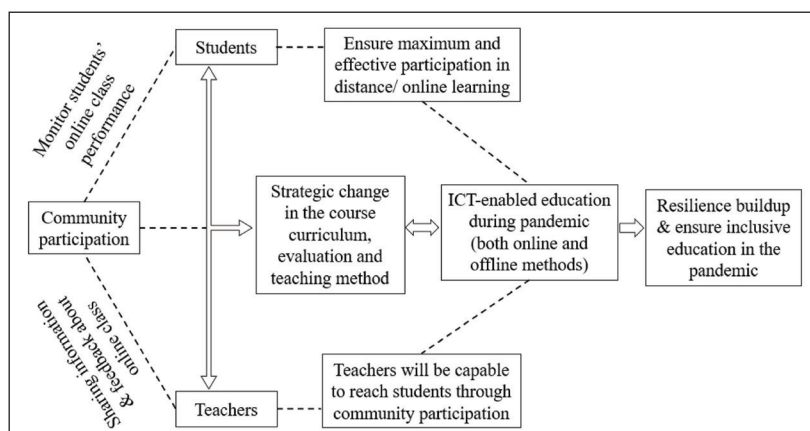 Students
Ensure maximum and
effective participation in
distance/ online learning
Monitor students'
online class
performance
Community
participation
Strategic change
in the course
curriculum,
evaluation and
teaching method
ICT-enabled education
during pandemic
(both online and
offline methods)
Resilience buildup
& ensure inclusive
education in the
pandemic
Sharing information
& feedback about
online class
Teachers
Teachers will be capable
to reach students through
community participation